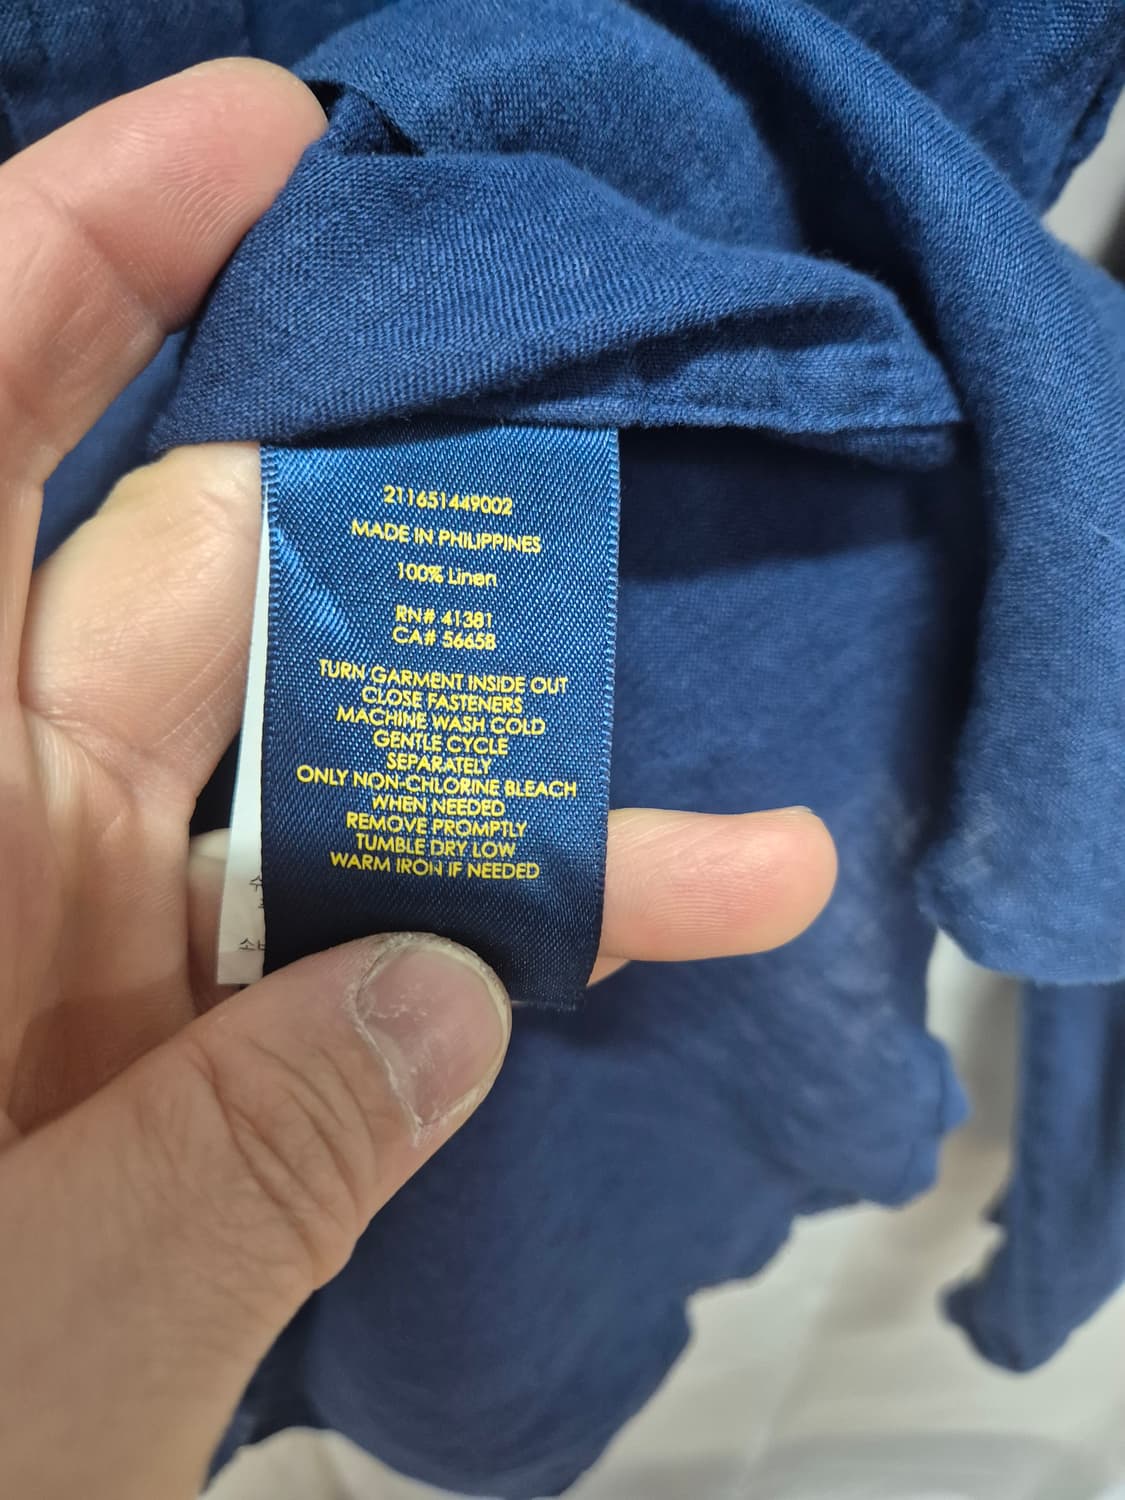 211651449002
MADE IN PHILIPPINES
100% Linen
RN# 41381
CA# 56658
TURN GARMENT INSIDE OUT
CLOSE FASTENERS
MACHINE WASH COLD
GENTLE CYCLE
SEPARATELY
ONLY NON-CHLORINE BLEACH
WHEN NEEDED
REMOVE PROMPTLY
TUMBLE DRY LOW
WARM IRON IF NEEDED